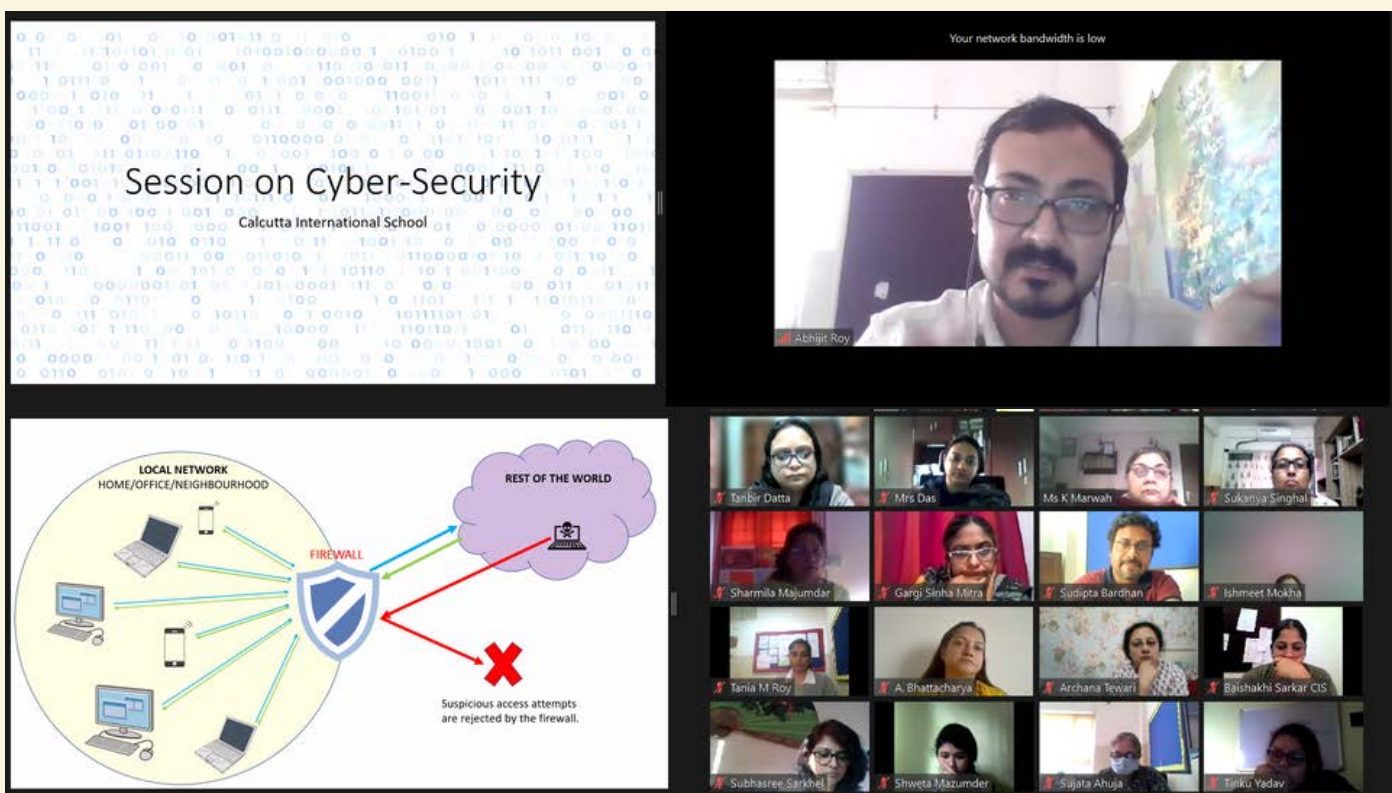 Session on Cyber-Security
Calcutta International School
Your network bandwidth is low
Abhijit Roy
LOCAL NETWORK
HOME/OFFICE/NEIGHBOURHOOD
FIREWALL
REST OF THE WORLD
Suspicious access attempts
are rejected by the firewall.
Tanbir Datta
Mrs Das
Ms K Marwah
Sukanya Singhal
Sharmila Majumdar
Gargi Sinha Mitra
Sudipta Bardhan
Ishmeet Mokha
Tania M Roy
A. Bhattacharya
Archana Tewari
Baishakhi Sarkar CIS
Subhasree Sarkhel
Shweta Mazumder
Sujata Ahuja
Tinku Yadav